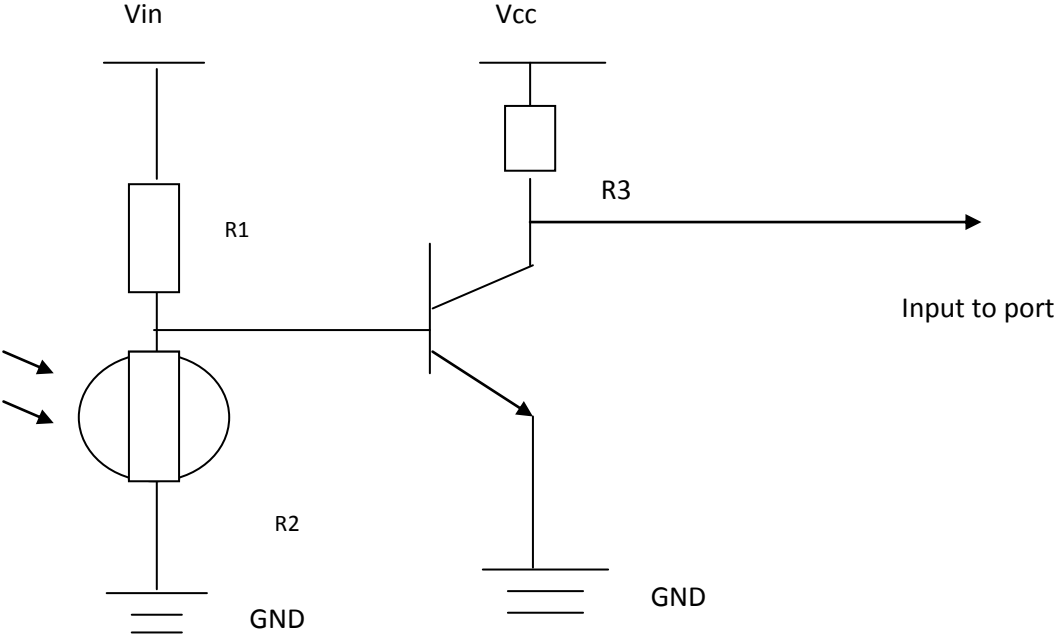 Vin
Vcc
R3
R1
Input to port
R2
GND
GND